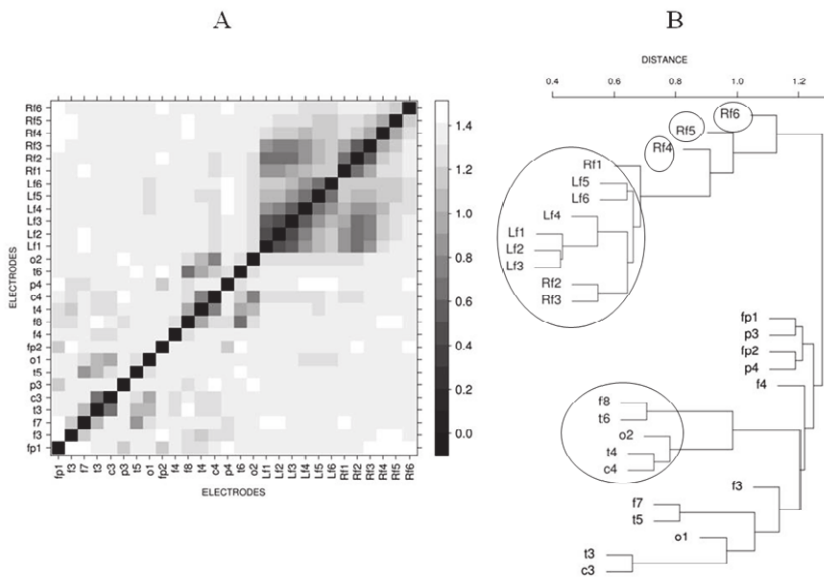 A
B
DISTANCE
0.4 0.6 0.8 1.0 1.2
Rf6
Rf5
Rf4
Rf3
Rf2
Rf1
Lf6
Lf5
Lf4
Lf3
Lf2
Lf1
o2
t6
p4
c4
t4
f8
f4
fp2
o1
t5
p3
c3
t3
f7
f3
fp1
ELECTRODES
fp1 f3 f7 t3 c3 p3 t5 o1 fp2 f4 f8 t4 c4 p4 t6 o2 Lf1 Lf2 Lf3 Lf4 Lf5 Lf6 Rf1 Rf2 Rf3 Rf4 Rf5 Rf6
ELECTRODES
1.4
1.2
1.0
0.8
0.6
0.4
0.2
0.0
Rf6
Rf5
Rf4
Rf1
Lf5
Lf6
Lf4
Lf1
Lf2
Lf3
Rf2
Rf3
fp1
p3
fp2
p4
f4
f8
t6
o2
t4
c4
f3
f7
t5
o1
t3
c3